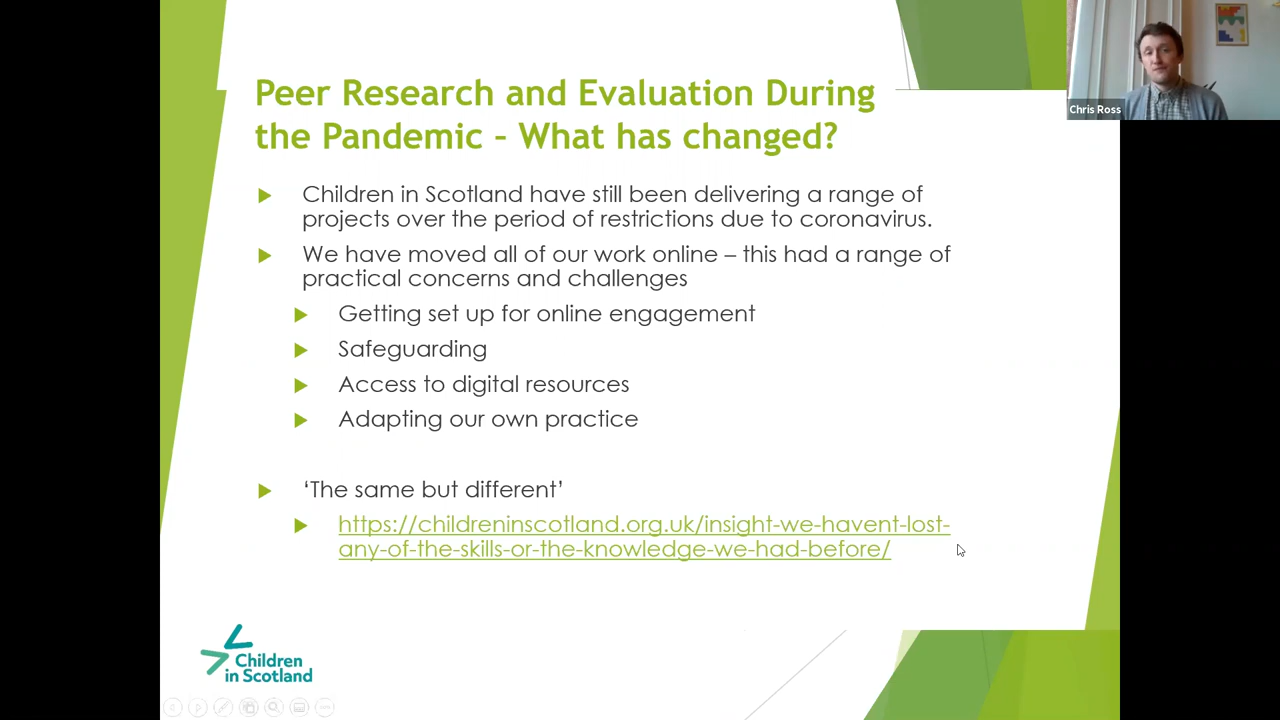 Peer Research and Evaluation During
the Pandemic – What has changed?
Children in Scotland have still been delivering a range of
projects over the period of restrictions due to coronavirus.
We have moved all of our work online – this had a range of
practical concerns and challenges
Getting set up for online engagement
Safeguarding
Access to digital resources
Adapting our own practice
‘The same but different’
https://childreninscotland.org.uk/insight-we-havent-lost-
any-of-the-skills-or-the-knowledge-we-had-before/
Children
in Scotland
Chris Ross